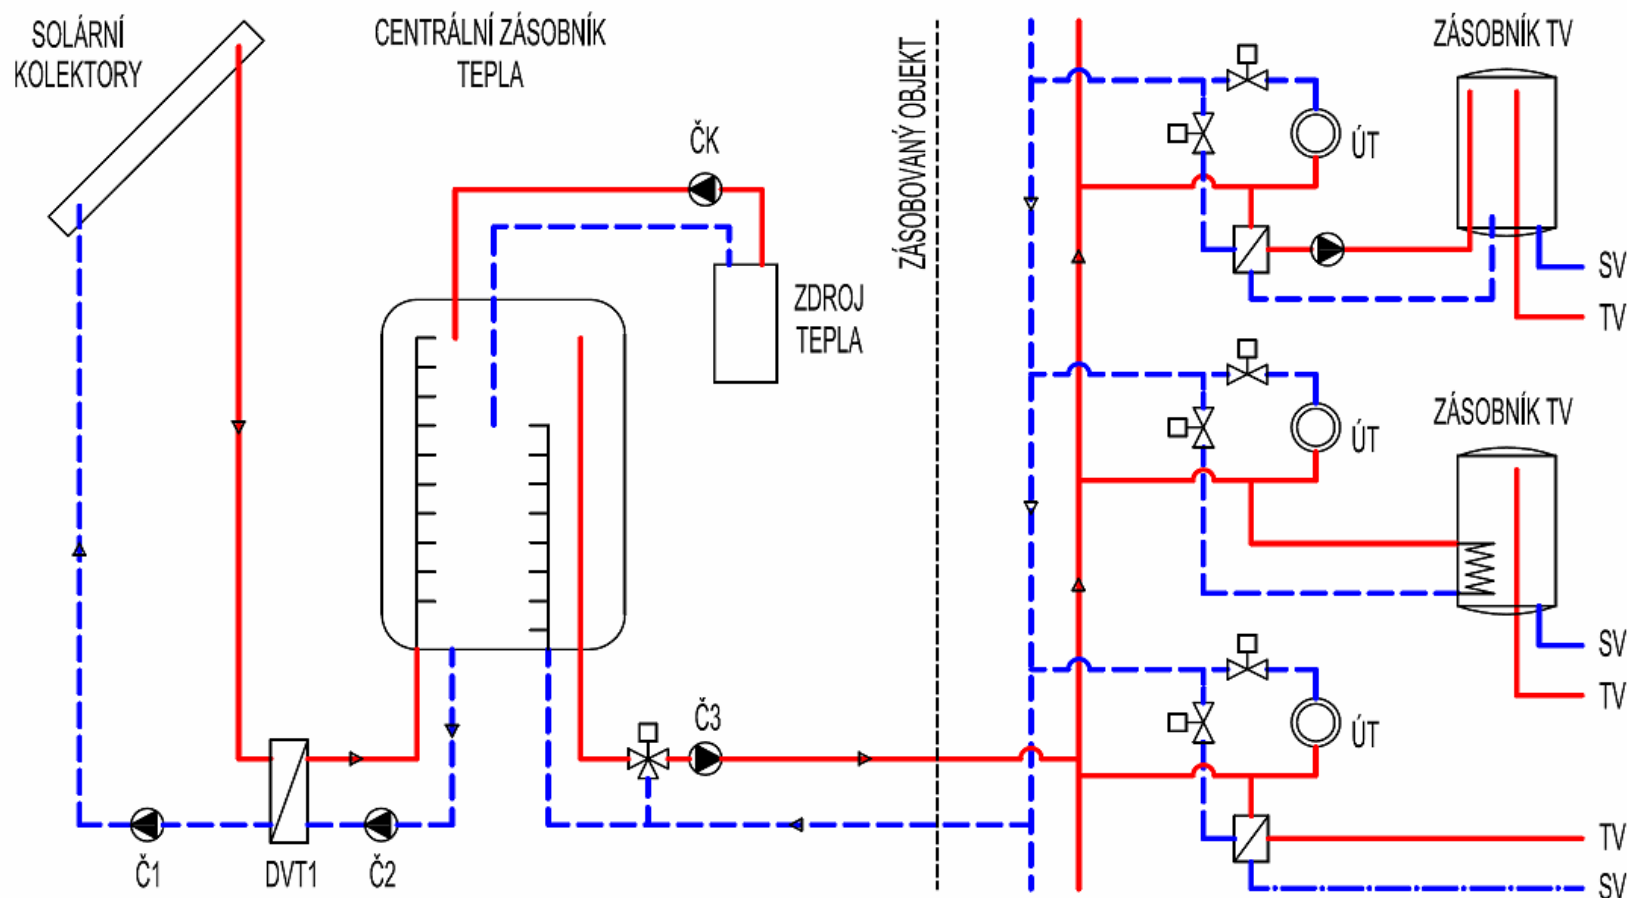 SOLÁRNÍ
KOLEKTORY
CENTRÁLNÍ ZÁSOBNÍK
TEPLA
ČK
ZDROJ
TEPLA
Č1
DVT1
Č2
Č3
ZÁSOBOVANÝ OBJEKT
ZÁSOBNÍK TV
ÚT
SV
TV
ZÁSOBNÍK TV
ÚT
SV
TV
ÚT
TV
SV